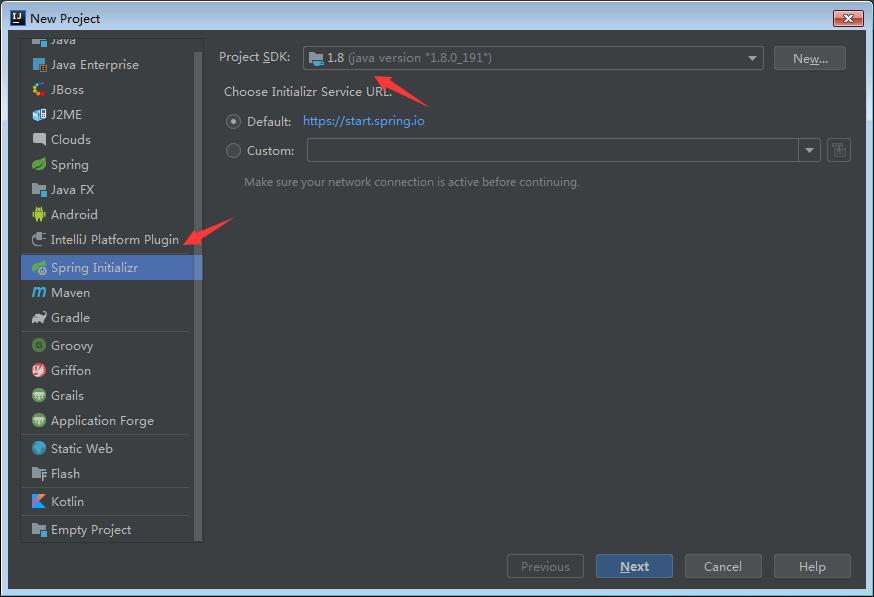 New Project
Java
Java Enterprise
JBoss
J2ME
Clouds
Spring
Java FX
Android
IntelliJ Platform Plugin
Spring Initializr
Maven
Gradle
Groovy
Griffon
Grails
Application Forge
Static Web
Flash
Kotlin
Empty Project
Project SDK: 1.8 (java version "1.8.0_191") New...
Choose Initializr Service URL.
Default: https://start.spring.io
Custom:
Make sure your network connection is active before continuing.
Previous Next Cancel Help